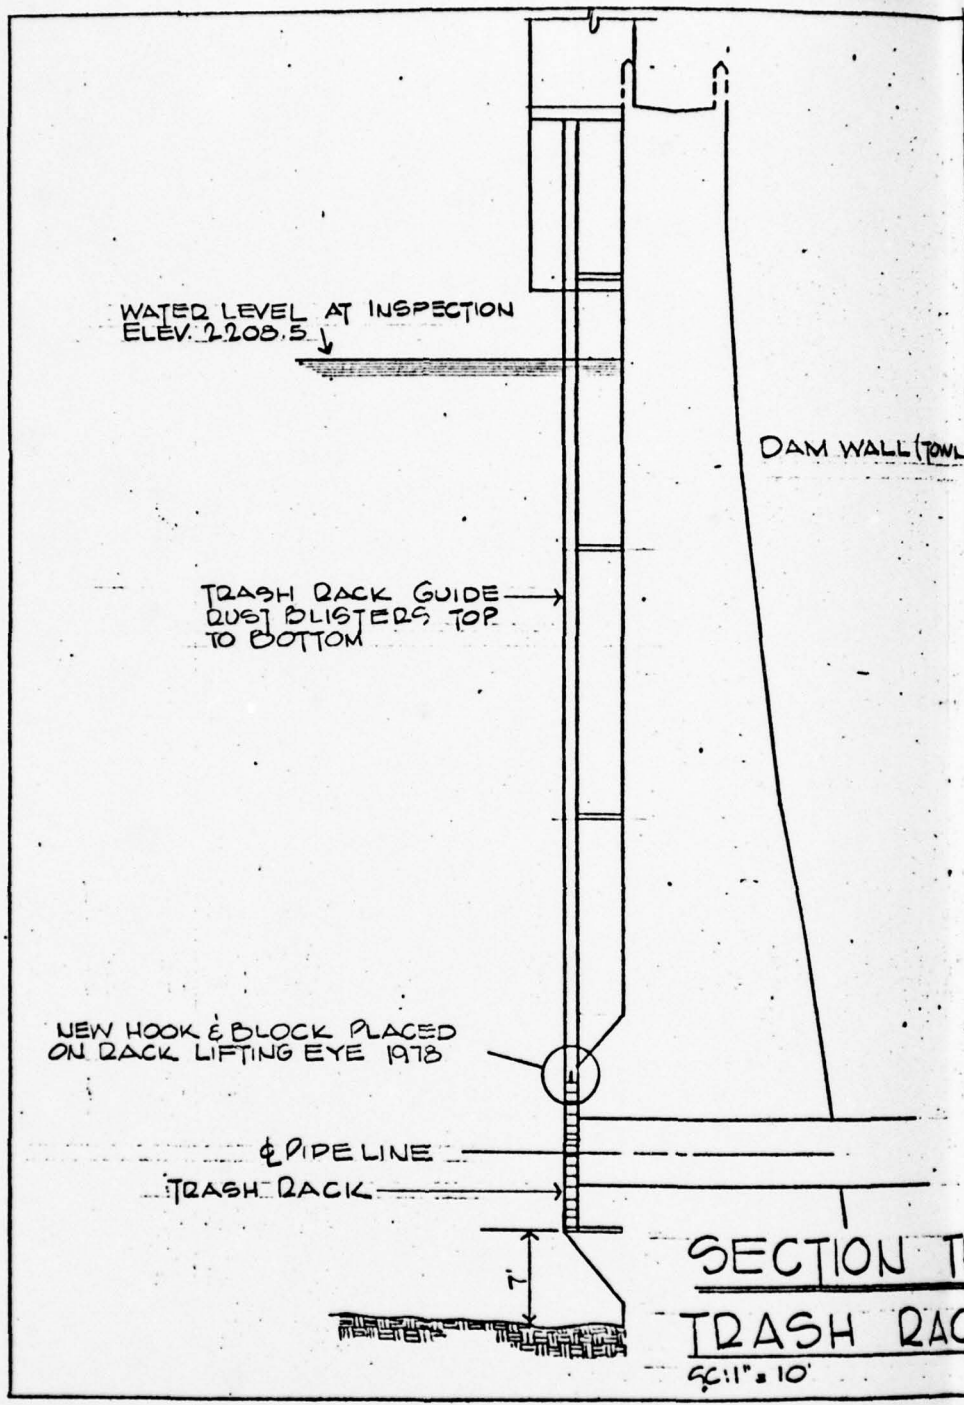 WATER LEVEL AT INSPECTION
ELEV. 2208.5
DAM WALL
TRASH RACK GUIDE
RUST BLISTERS TOP
TO BOTTOM
NEW HOOK & BLOCK PLACED
ON RACK LIFTING EYE 1978
℄ PIPE LINE
TRASH RACK
7'
SECTION
TRASH
SC: 1" = 10'